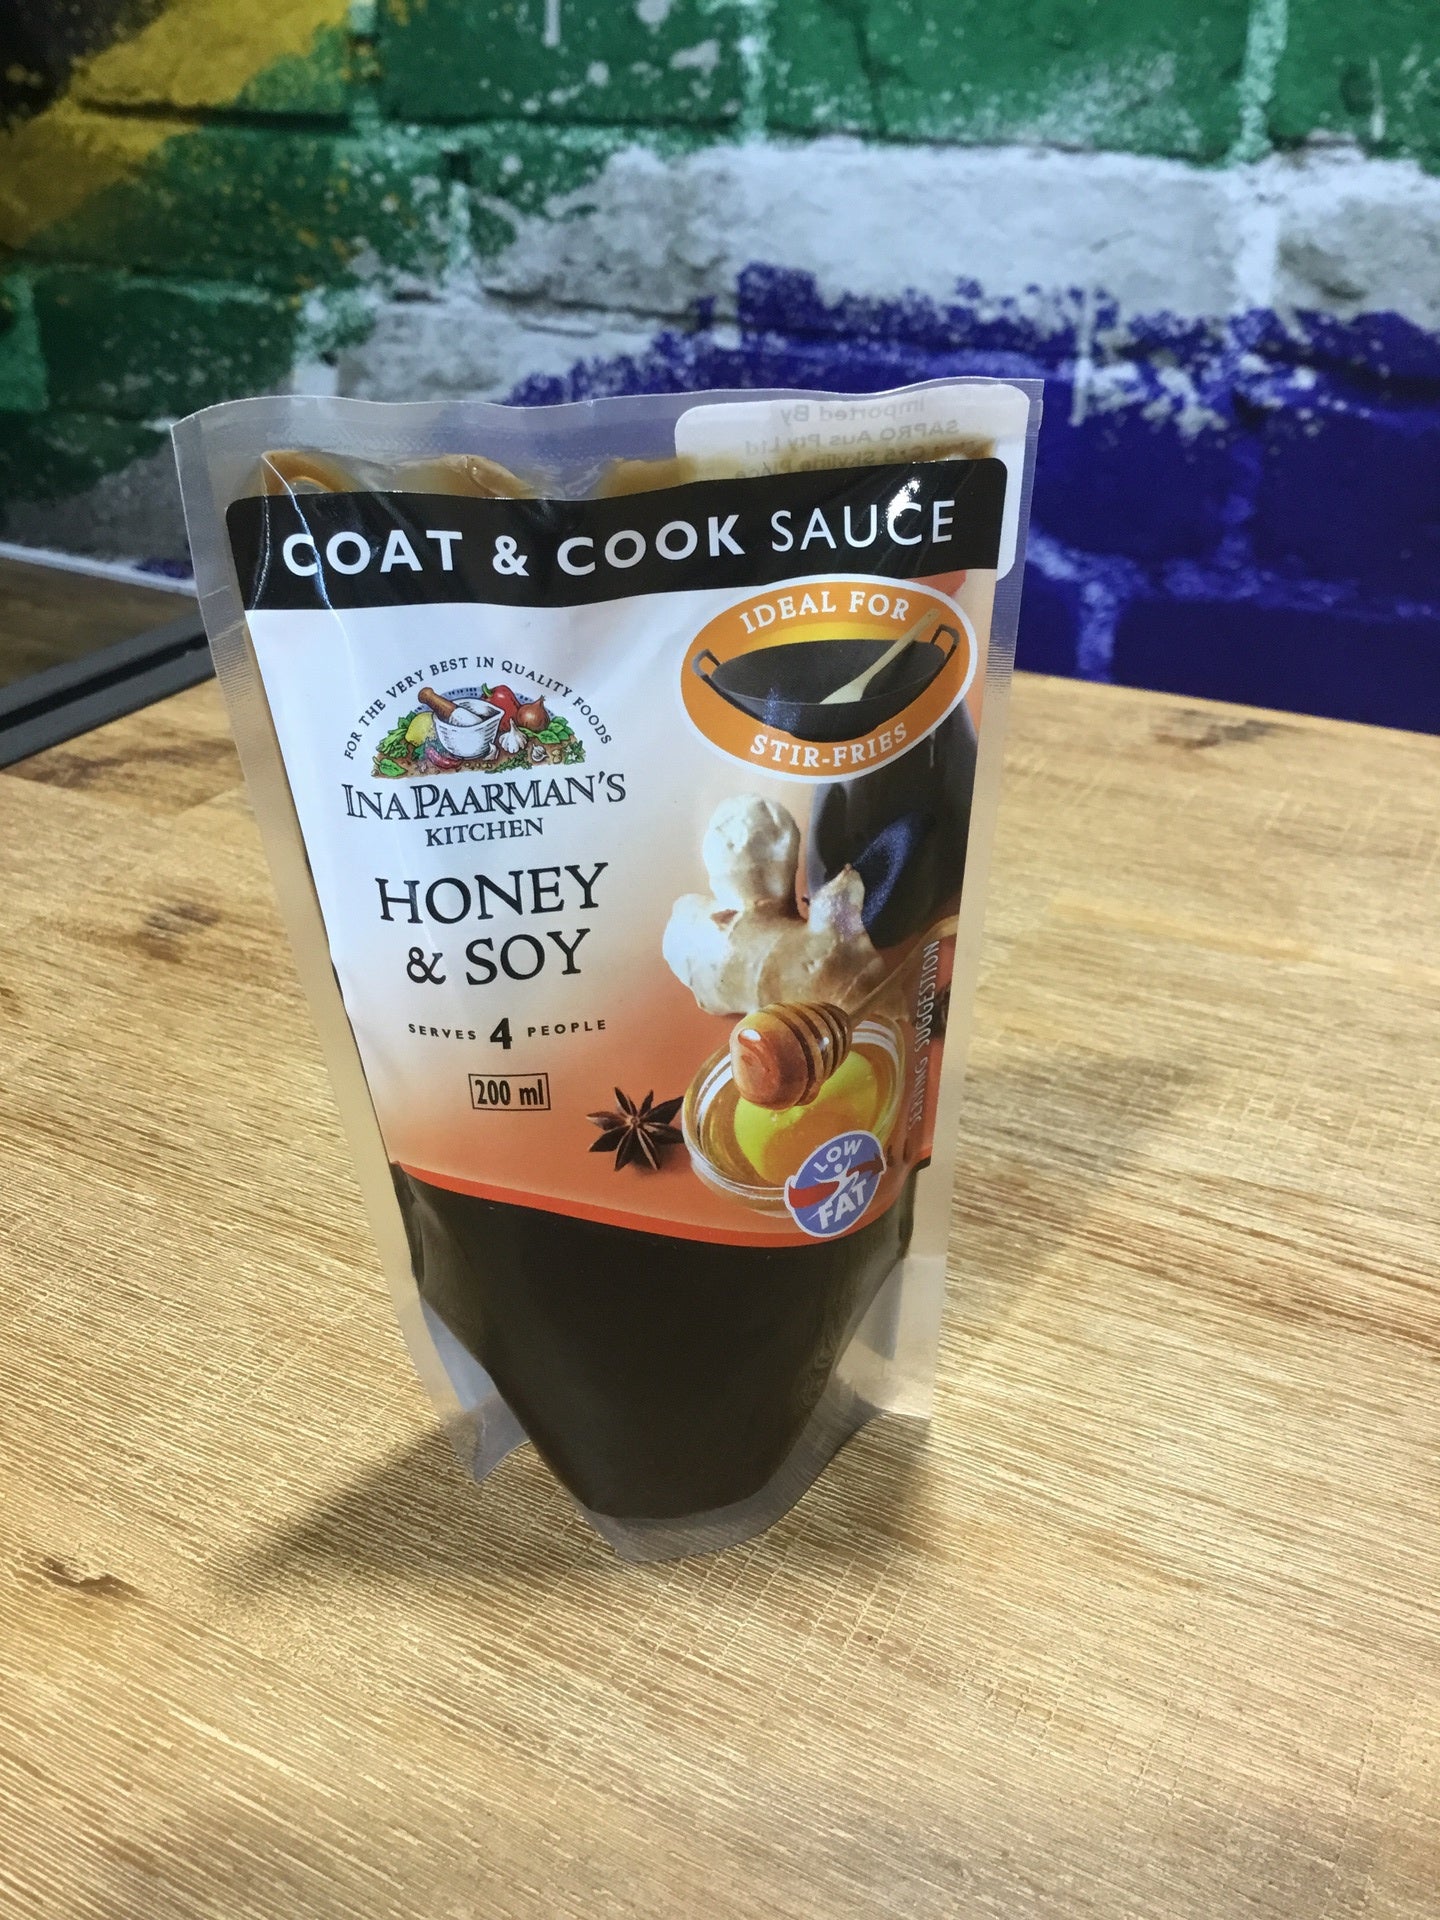 Imported By
SAPRO Aus Pty Ltd
COAT & COOK SAUCE
IDEAL FOR
STIR-FRIES
FOR THE VERY BEST IN QUALITY FOODS
INA PAARMAN'S
KITCHEN
HONEY
& SOY
SERVES 4 PEOPLE
200 ml
SERVING SUGGESTION
LOW
FAT